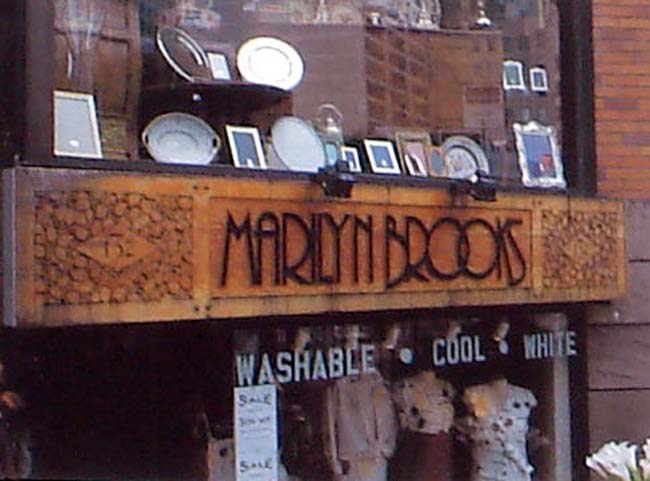 MARILYN BROOKS
WASHABLE • COOL • WHITE
SALE
SALE